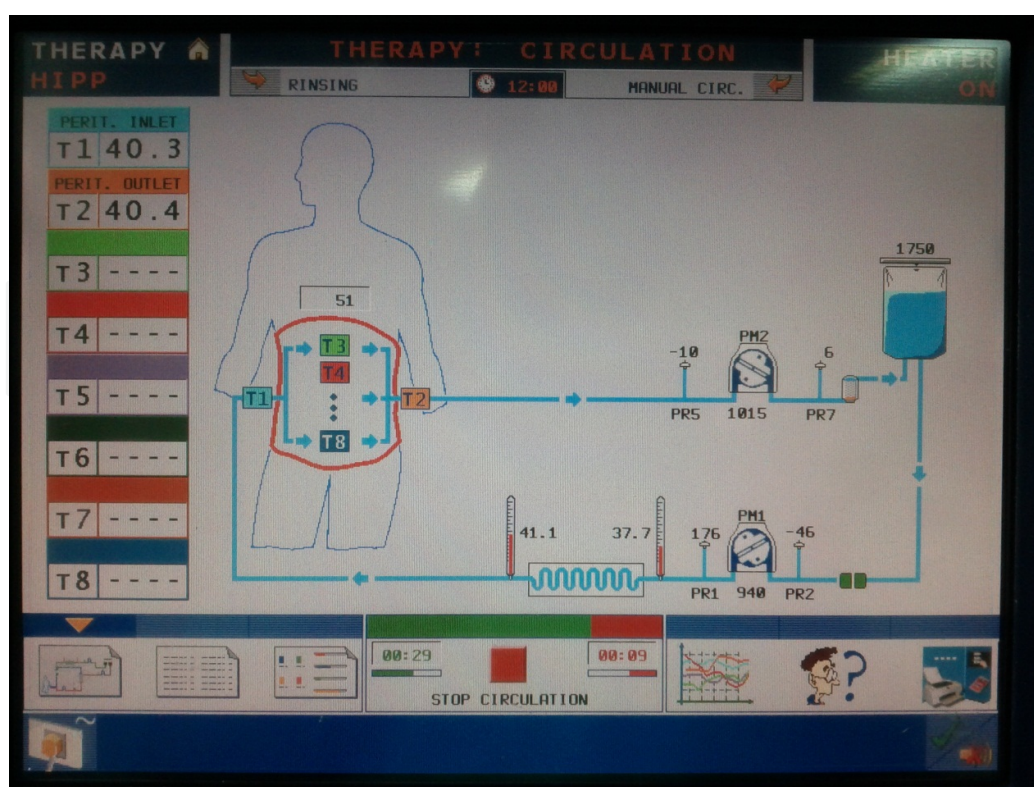 THERAPY
HIPP
THERAPY: CIRCULATION
RINSING
12:00
MANUAL CIRC.
HEATER
ON
PERIT. INLET
T1 40.3
PERIT. OUTLET
T2 40.4
T3 ----
T4 ----
T5 ----
T6 ----
T7 ----
T8 ----
51
T3
T4
T1
T2
T8
1750
PM2
-10
6
PR5
1015
PR7
41.1
37.7
PM1
176
-46
PR1
940
PR2
00:29
00:09
STOP CIRCULATION
?